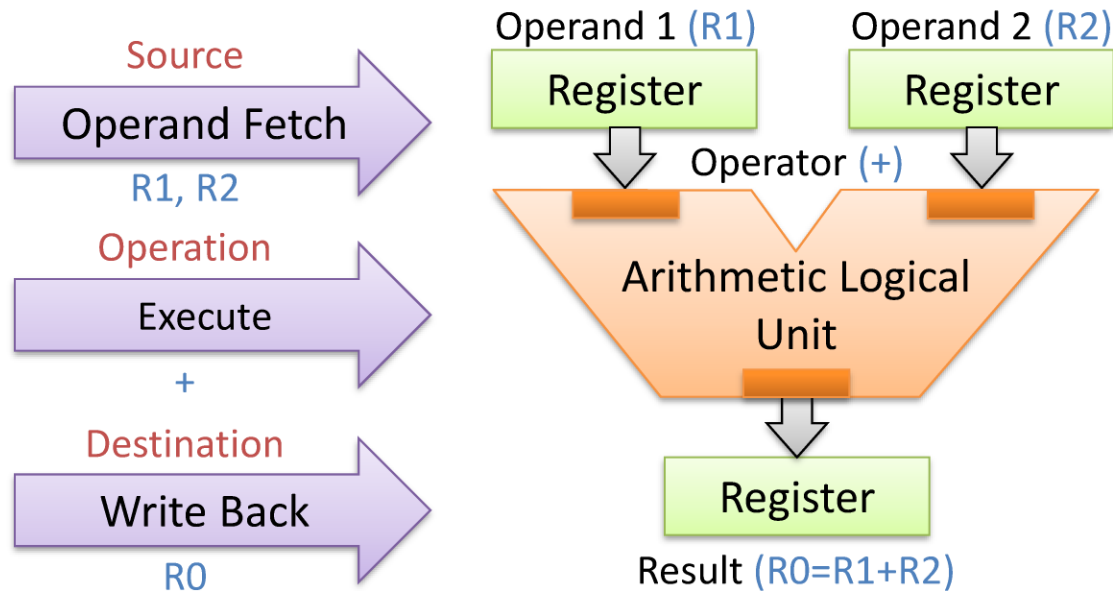 Source
Operand Fetch
R1, R2
Operation
Execute
+
Destination
Write Back
R0
Operand 1 (R1)
Operand 2 (R2)
Register
Register
Operator (+)
Arithmetic Logical
Unit
Register
Result (R0=R1+R2)